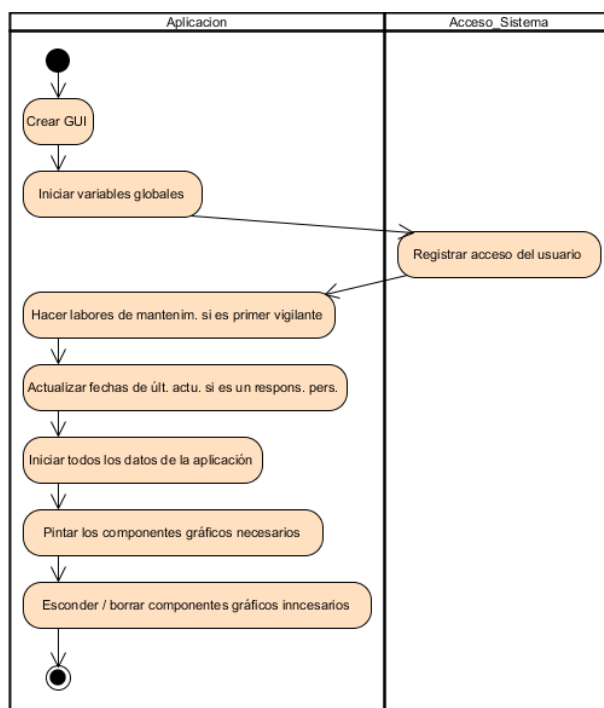 Aplicacion
Acceso_Sistema
Crear GUI
Iniciar variables globales
Registrar acceso del usuario
Hacer labores de mantenim. si es primer vigilante
Actualizar fechas de últ. actu. si es un respons. pers.
Iniciar todos los datos de la aplicación
Pintar los componentes gráficos necesarios
Esconder / borrar componentes gráficos inncesarios